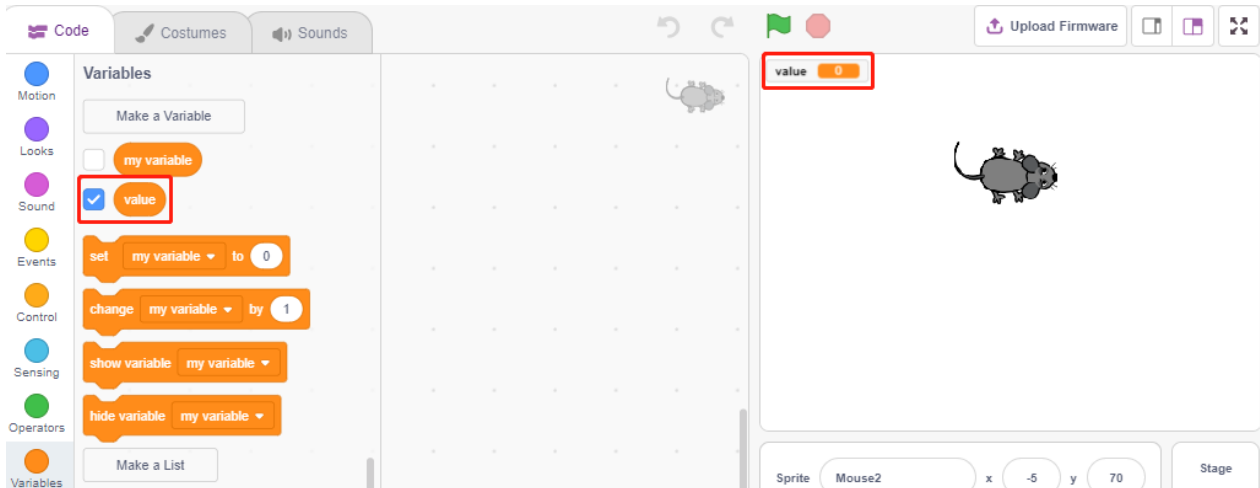 Code
Costumes
Sounds
Upload Firmware
Motion
Looks
Sound
Events
Control
Sensing
Operators
Variables
Variables
Make a Variable
my variable
value
set my variable to 0
change my variable by 1
show variable my variable
hide variable my variable
Make a List
value 0
Sprite Mouse2 x -5 y 70
Stage